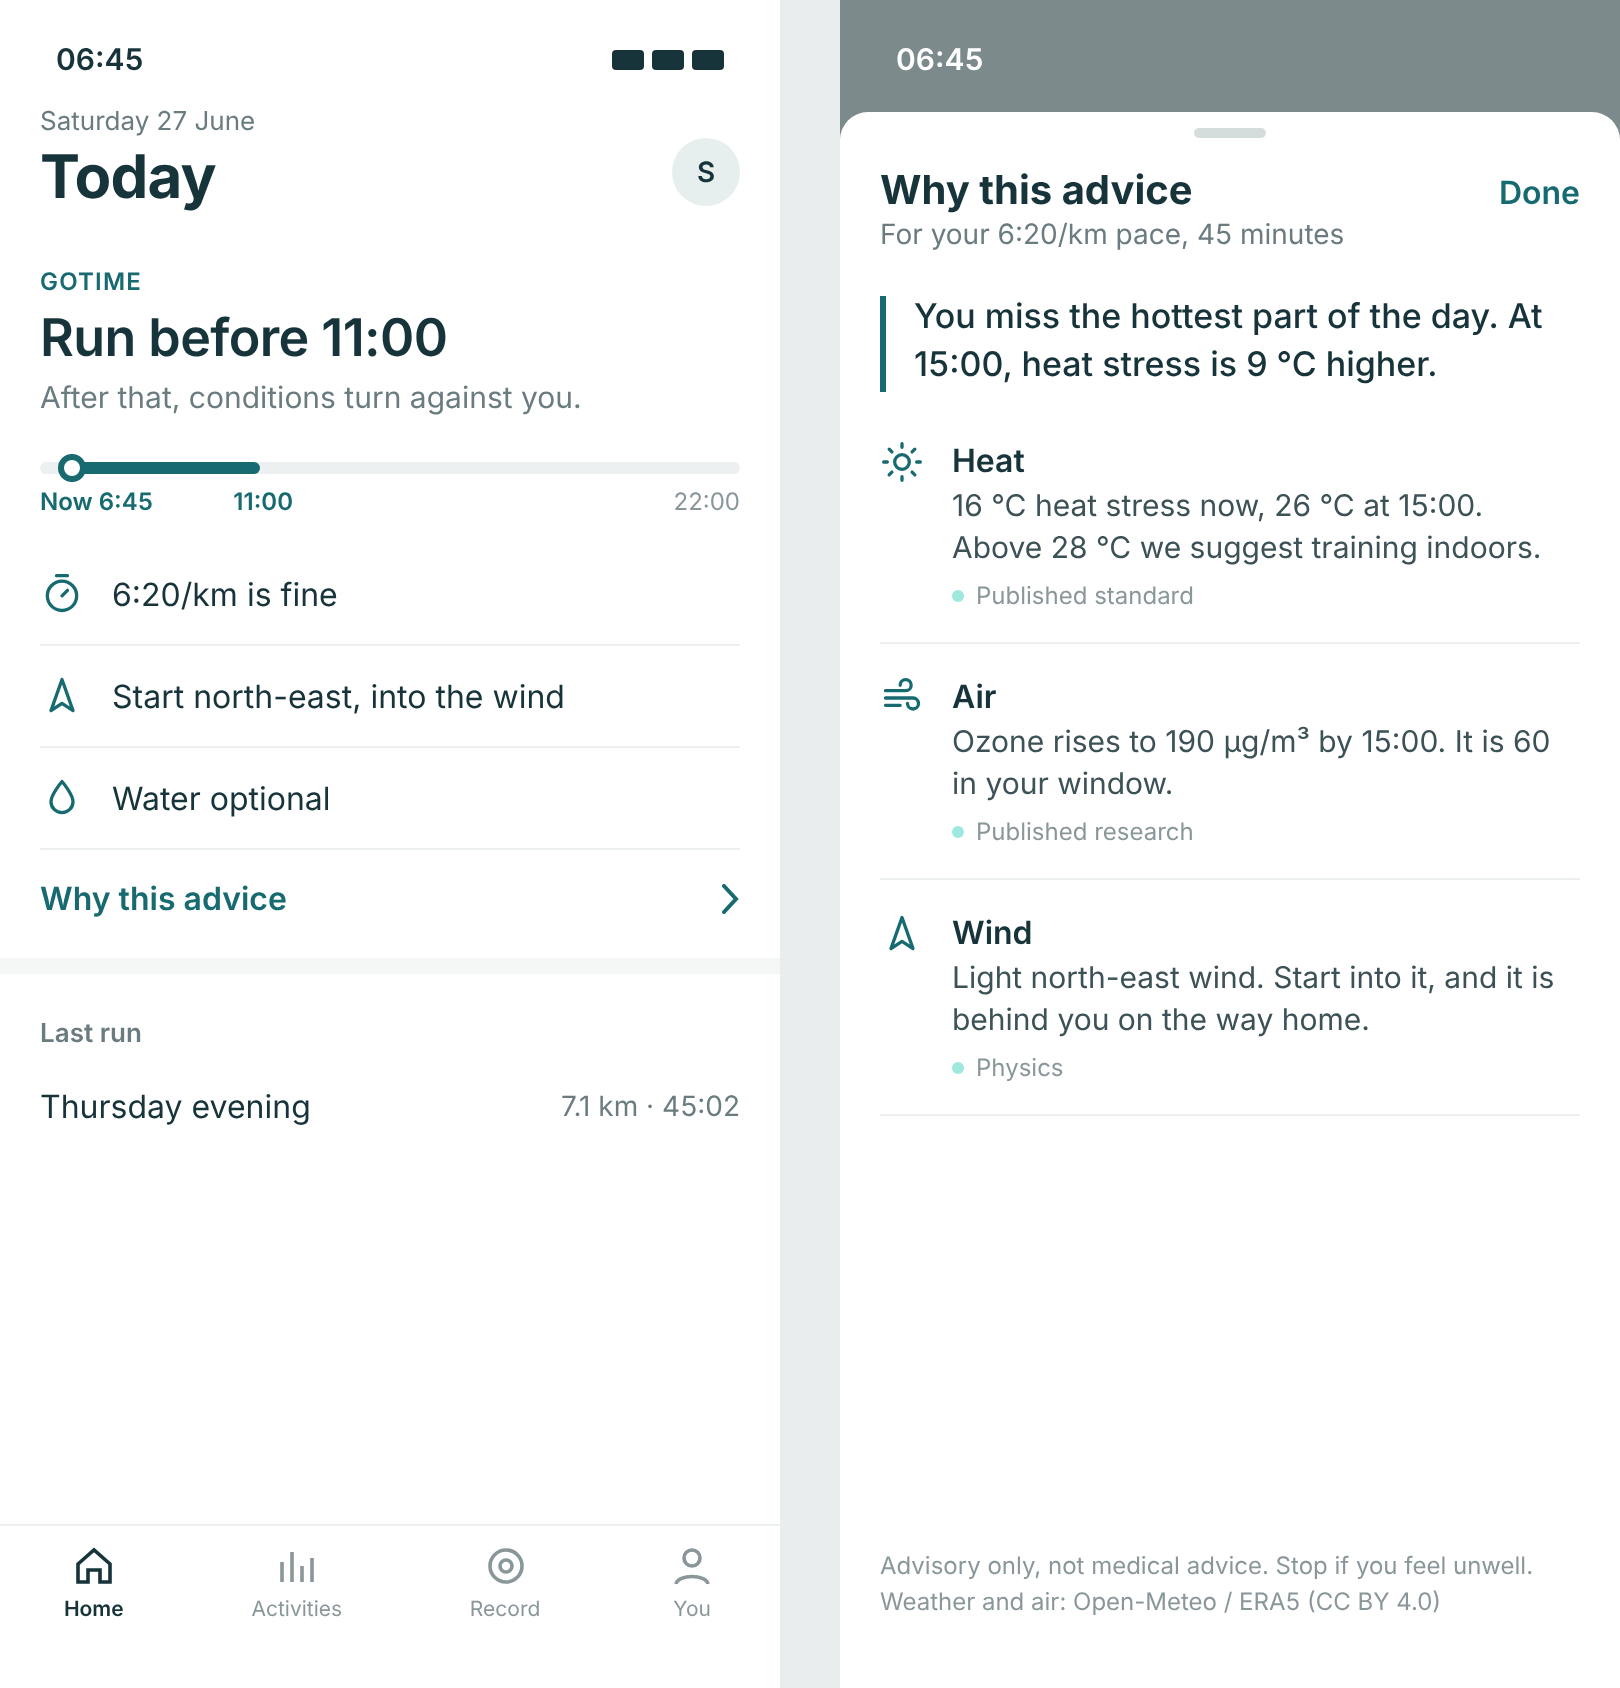 06:45
Saturday 27 June
Today
S
GOTIME
Run before 11:00
After that, conditions turn against you.
Now 6:45
11:00
22:00
6:20/km is fine
Start north-east, into the wind
Water optional
Why this advice
Last run
Thursday evening
7.1 km · 45:02
Home
Activities
Record
You
06:45
Why this advice
Done
For your 6:20/km pace, 45 minutes
You miss the hottest part of the day. At
15:00, heat stress is 9 °C higher.
Heat
16 °C heat stress now, 26 °C at 15:00.
Above 28 °C we suggest training indoors.
Published standard
Air
Ozone rises to 190 µg/m³ by 15:00. It is 60
in your window.
Published research
Wind
Light north-east wind. Start into it, and it is
behind you on the way home.
Physics
Advisory only, not medical advice. Stop if you feel unwell.
Weather and air: Open-Meteo / ERA5 (CC BY 4.0)